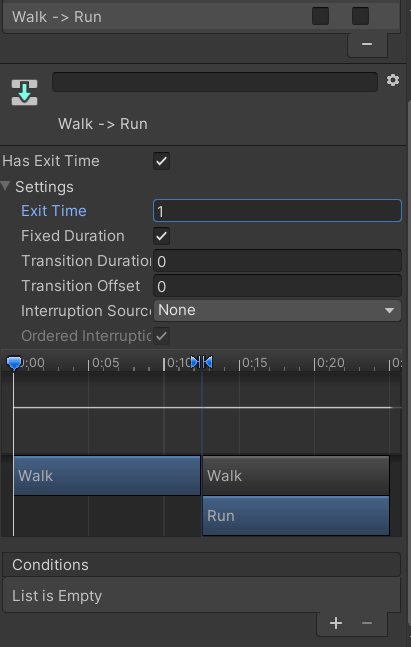 Walk -> Run
Walk -> Run
Has Exit Time
Settings
Exit Time 1
Fixed Duration
Transition Duratio 0
Transition Offset 0
Interruption Sourc None
Ordered Interruptio
0:00 0:05 0:10 0:15 0:20 0:
Walk Walk
Run
Conditions
List is Empty